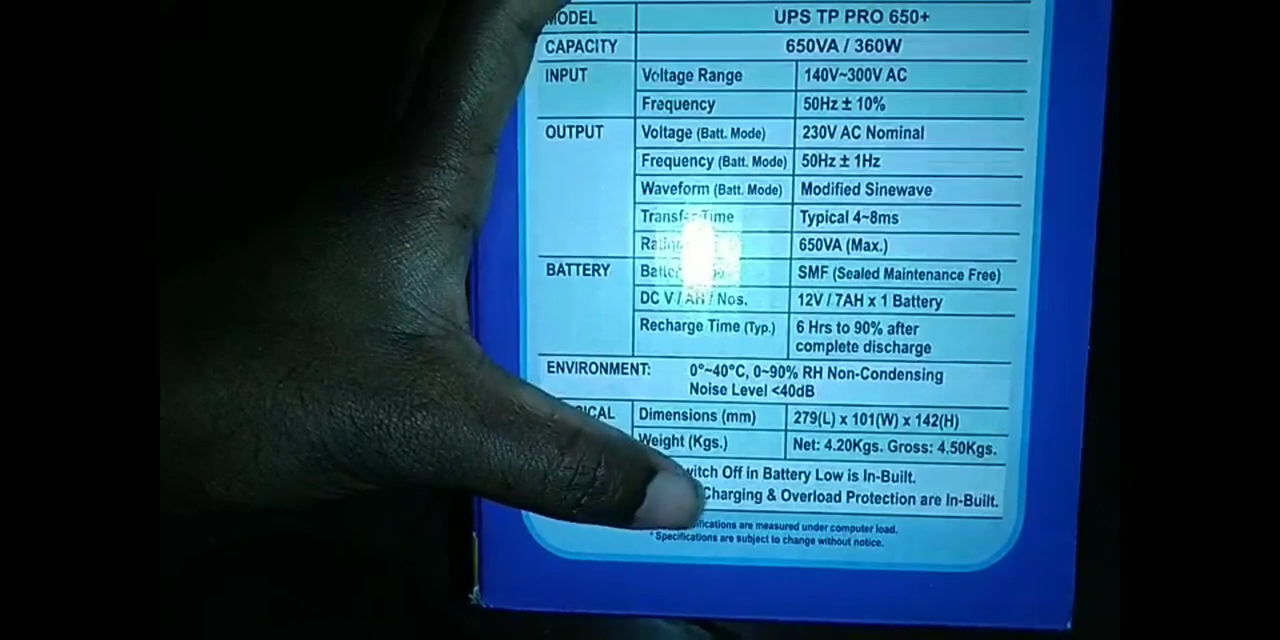 MODEL UPS TP PRO 650+
CAPACITY 650VA / 360W
INPUT Voltage Range 140V~300V AC
Frequency 50Hz ± 10%
OUTPUT Voltage (Batt. Mode) 230V AC Nominal
Frequency (Batt. Mode) 50Hz ± 1Hz
Waveform (Batt. Mode) Modified Sinewave
Transfer Time Typical 4~8ms
650VA (Max.)
BATTERY SMF (Sealed Maintenance Free)
DC V / AH / Nos. 12V / 7AH x 1 Battery
Recharge Time (Typ.) 6 Hrs to 90% after
complete discharge
ENVIRONMENT: 0°~40°C, 0~90% RH Non-Condensing
Noise Level <40dB
Dimensions (mm) 279(L) x 101(W) x 142(H)
Weight (Kgs.) Net: 4.20Kgs. Gross: 4.50Kgs.
Off in Battery Low is In-Built.
Charging & Overload Protection are In-Built.
are measured under computer load.
* Specifications are subject to change without notice.